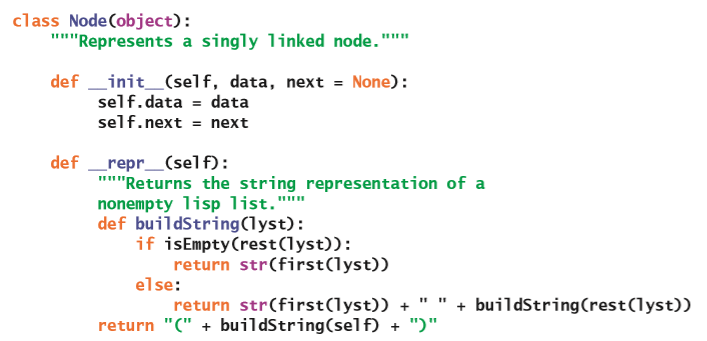 class Node(object):
    """Represents a singly linked node."""

    def __init__(self, data, next = None):
         self.data = data
         self.next = next

    def __repr__(self):
         """Returns the string representation of a
         nonempty lisp list."""
         def buildString(lyst):
             if isEmpty(rest(lyst)):
                 return str(first(lyst))
             else:
                 return str(first(lyst)) + " " + buildString(rest(lyst))
         return "(" + buildString(self) + ")"